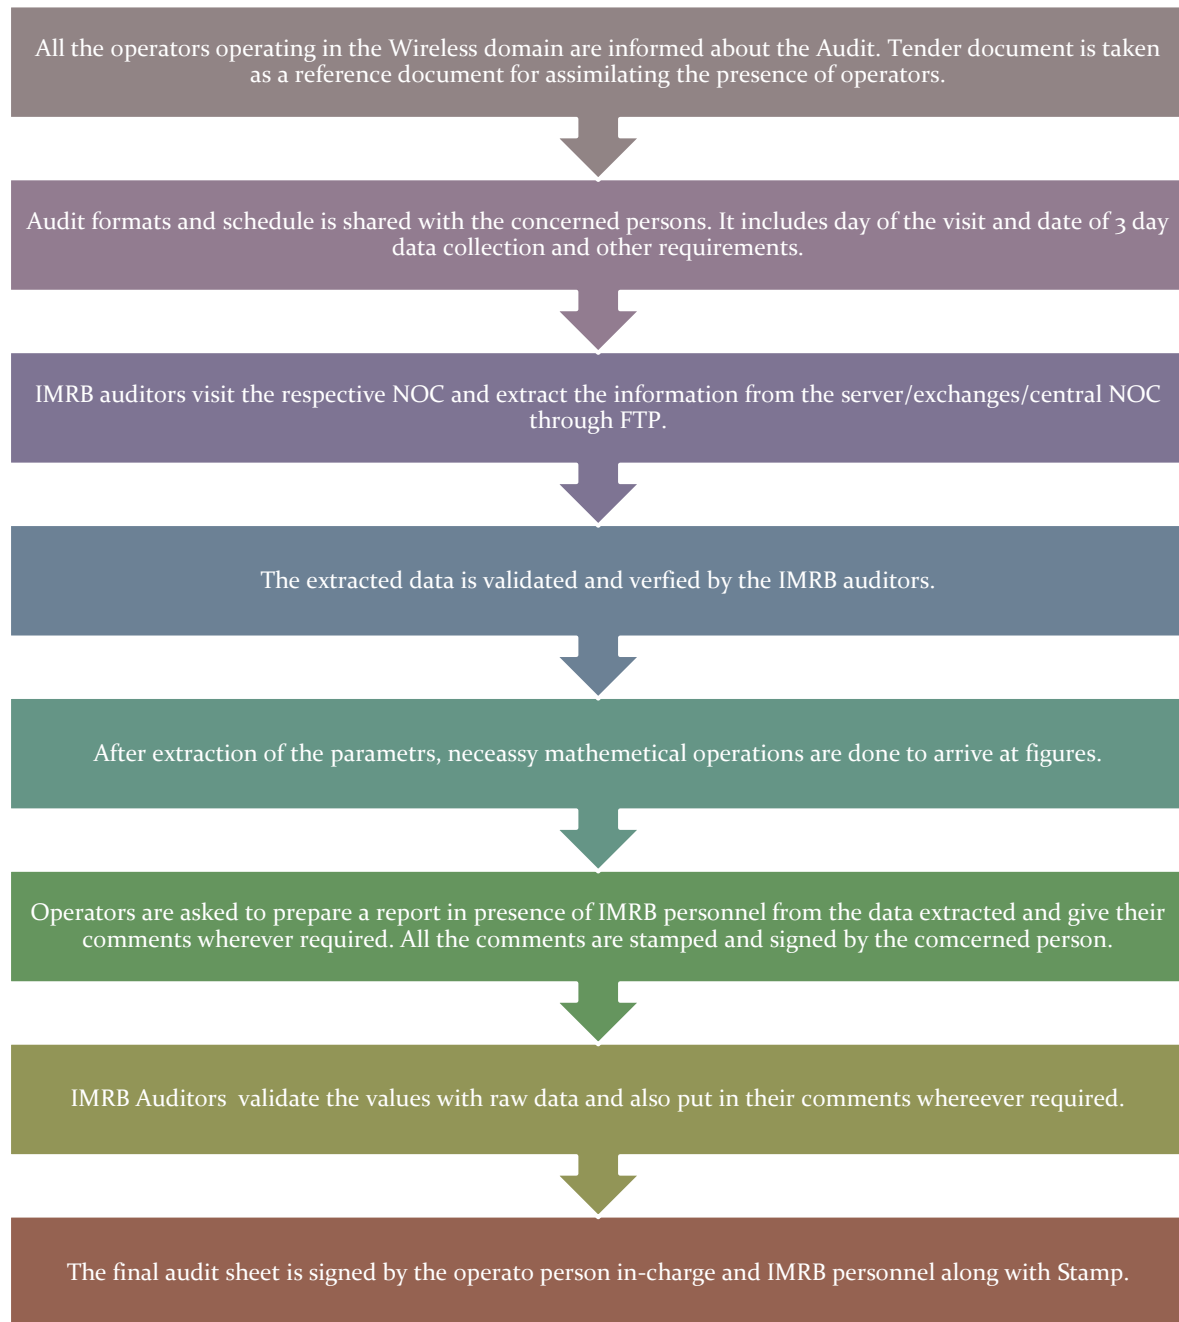 All the operators operating in the Wireless domain are informed about the Audit. Tender document is taken
as a reference document for assimilating the presence of operators.
Audit formats and schedule is shared with the concerned persons. It includes day of the visit and date of 3 day
data collection and other requirements.
IMRB auditors visit the respective NOC and extract the information from the server/exchanges/central NOC
through FTP.
The extracted data is validated and verfied by the IMRB auditors.
After extraction of the parametrs, neceassy mathemetical operations are done to arrive at figures.
Operators are asked to prepare a report in presence of IMRB personnel from the data extracted and give their
comments wherever required. All the comments are stamped and signed by the comcerned person.
IMRB Auditors validate the values with raw data and also put in their comments whereever required.
The final audit sheet is signed by the operato person in-charge and IMRB personnel along with Stamp.